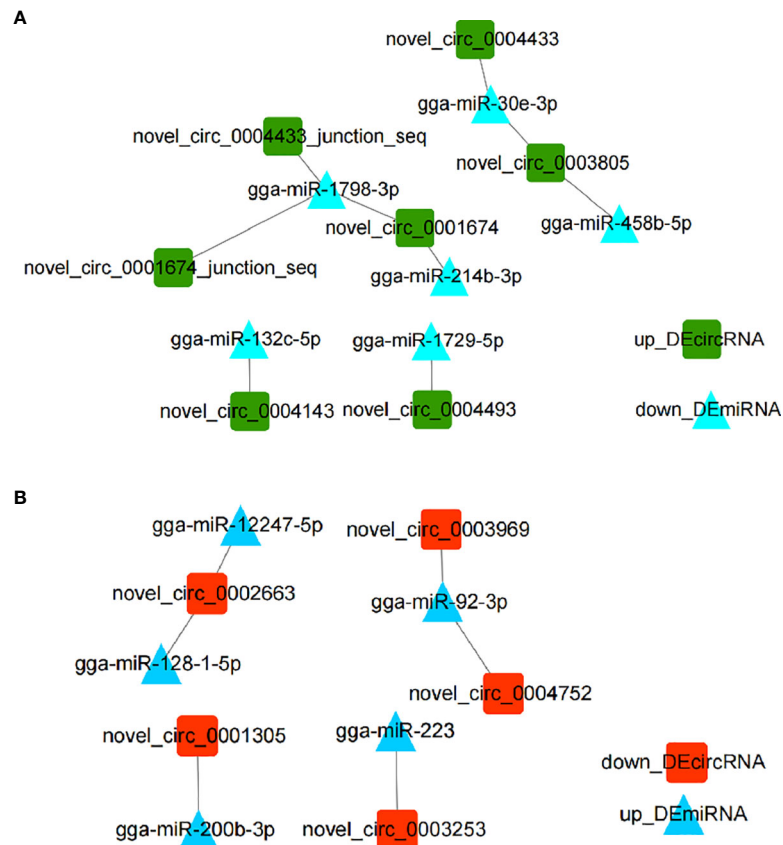 A
novel_circ_0004433
gga-miR-30e-3p
novel_circ_0004433_junction_seq
novel_circ_0003805
gga-miR-1798-3p
novel_circ_0001674
gga-miR-458b-5p
novel_circ_0001674_junction_seq
gga-miR-214b-3p
gga-miR-132c-5p
gga-miR-1729-5p
up_DEcircRNA
novel_circ_0004143
novel_circ_0004493
down_DEmiRNA
B
gga-miR-12247-5p
novel_circ_0003969
novel_circ_0002663
gga-miR-92-3p
gga-miR-128-1-5p
novel_circ_0004752
novel_circ_0001305
gga-miR-223
down_DEcircRNA
up_DEmiRNA
gga-miR-200b-3p
novel_circ_0003253